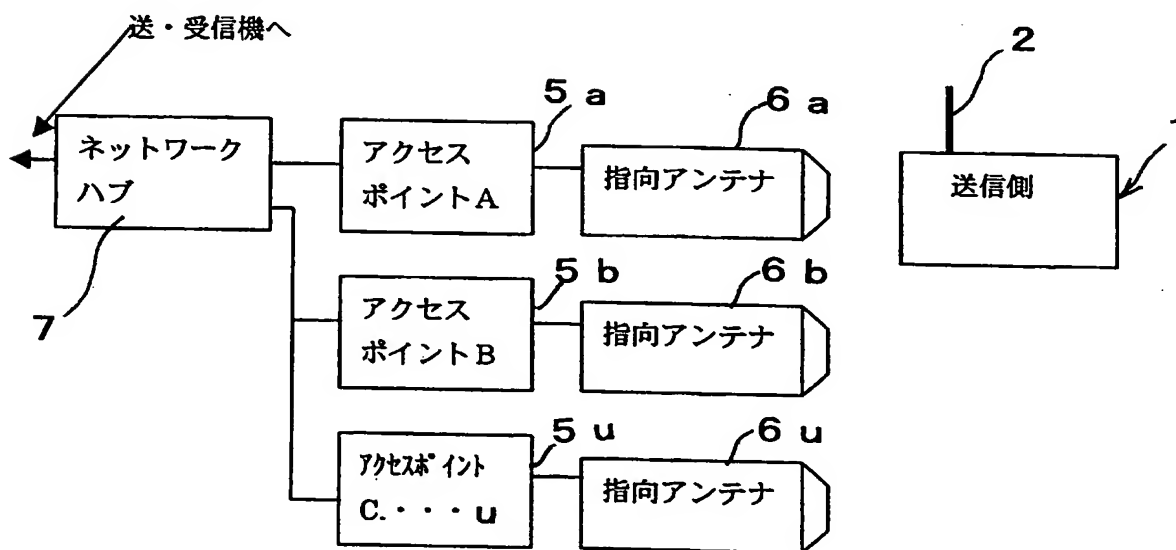 送・受信機へ
2
5 a
6 a
ネットワーク
ハブ
アクセス
ポイントA
指向アンテナ
送信側
7
5 b
6 b
アクセス
ポイントB
指向アンテナ
5 u
6 u
アクセスポイント
C.・・・u
指向アンテナ